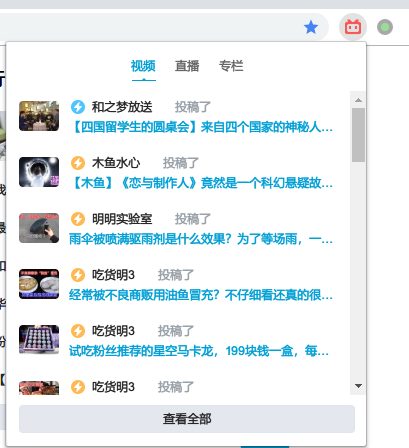 视频 直播 专栏
和之梦放送 投稿了
【四国留学生的圆桌会】来自四个国家的神秘人...
木鱼水心 投稿了
【木鱼】《恋与制作人》竟然是一个科幻悬疑故...
明明实验室 投稿了
雨伞被喷满驱雨剂是什么效果？为了等场雨，一...
吃货明3 投稿了
经常被不良商贩用油鱼冒充？不仔细看还真的很...
吃货明3 投稿了
试吃粉丝推荐的星空马卡龙，199块钱一盒，每...
吃货明3 投稿了
查看全部